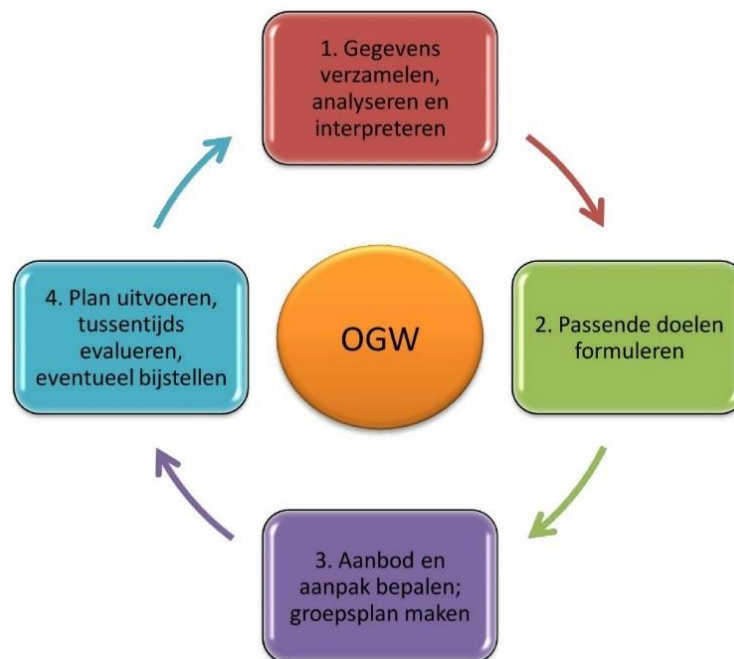 1. Gegevens
verzamelen,
analyseren en
interpreteren
2. Passende doelen
formuleren
3. Aanbod en
aanpak bepalen;
groepsplan maken
4. Plan uitvoeren,
tussentijds
evalueren,
eventueel bijstellen
OGW